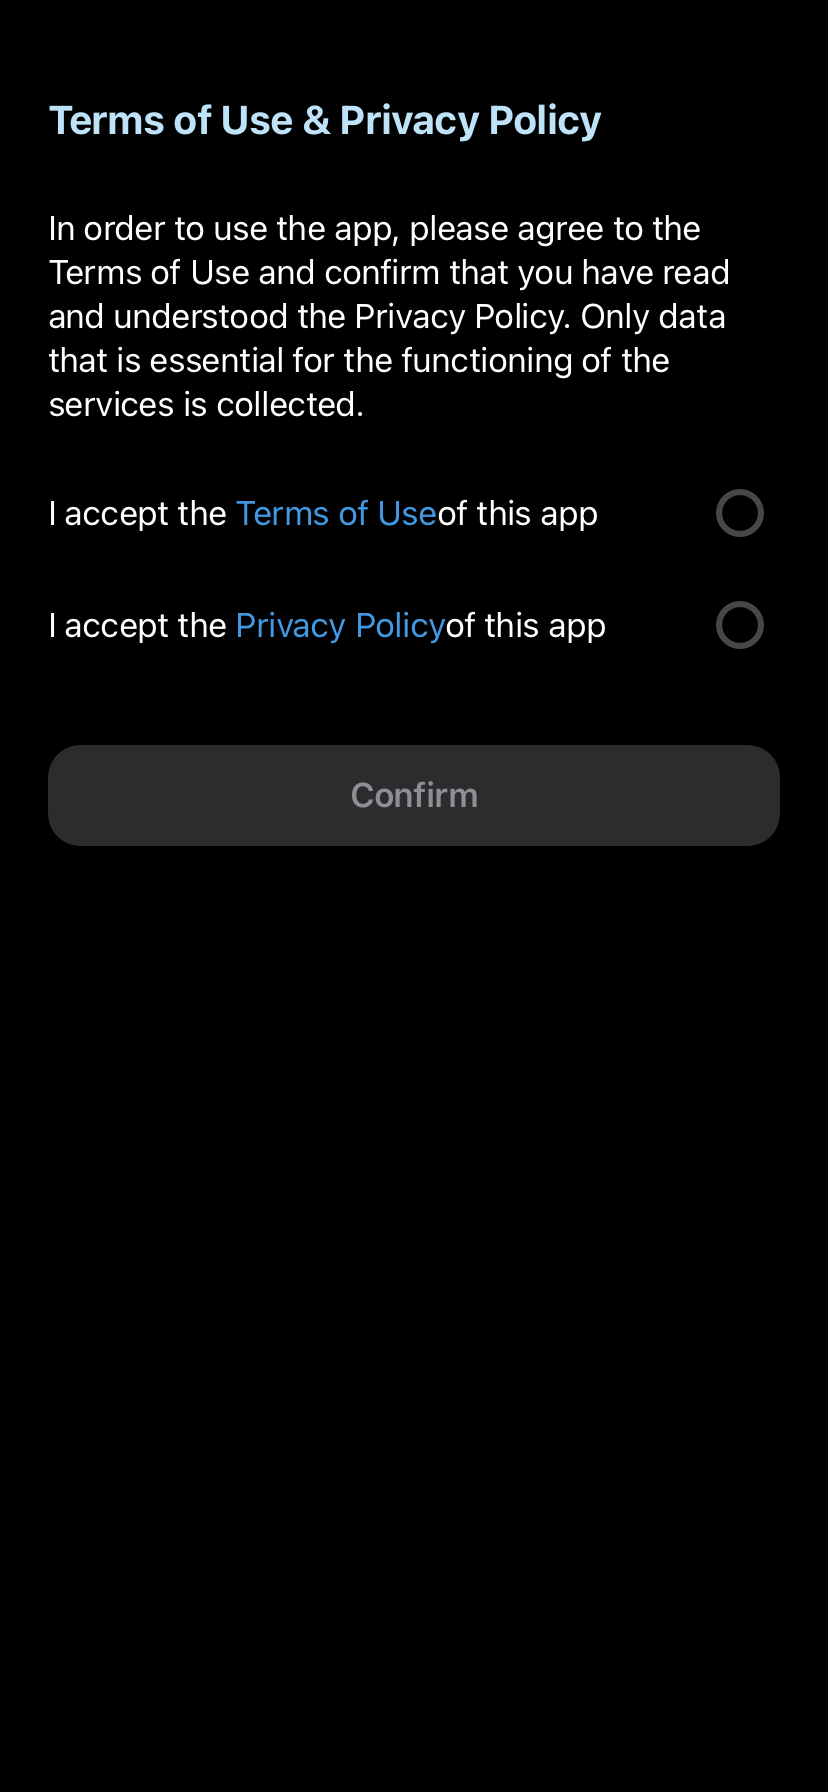 Terms of Use & Privacy Policy
In order to use the app, please agree to the
Terms of Use and confirm that you have read
and understood the Privacy Policy. Only data
that is essential for the functioning of the
services is collected.
I accept the Terms of Useof this app
I accept the Privacy Policyof this app
Confirm